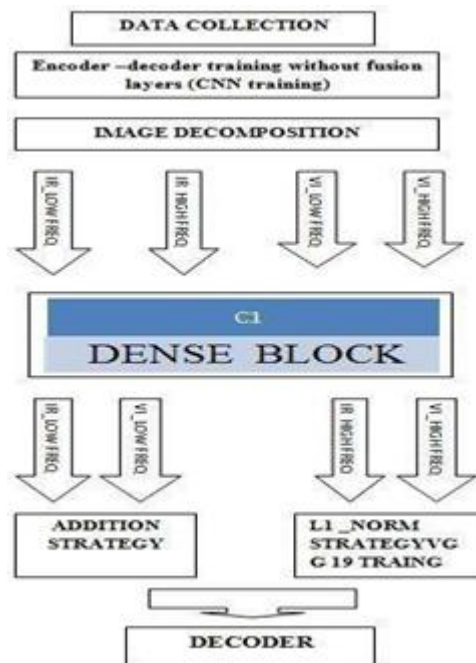 DATA COLLECTION
Encoder –decoder training without fusion
layers (CNN training)
IMAGE DECOMPOSITION
IR_LOW FREQ.
IR_HIGH FREQ.
VI_LOW FREQ.
VI_HIGH FREQ.
C1
DENSE BLOCK
IR_LOW FREQ.
VI_LOW FREQ.
IR_HIGH FREQ.
VI_HIGH FREQ.
ADDITION
STRATEGY
L1 _NORM
STRATEGYVG
G 19 TRAING
DECODER